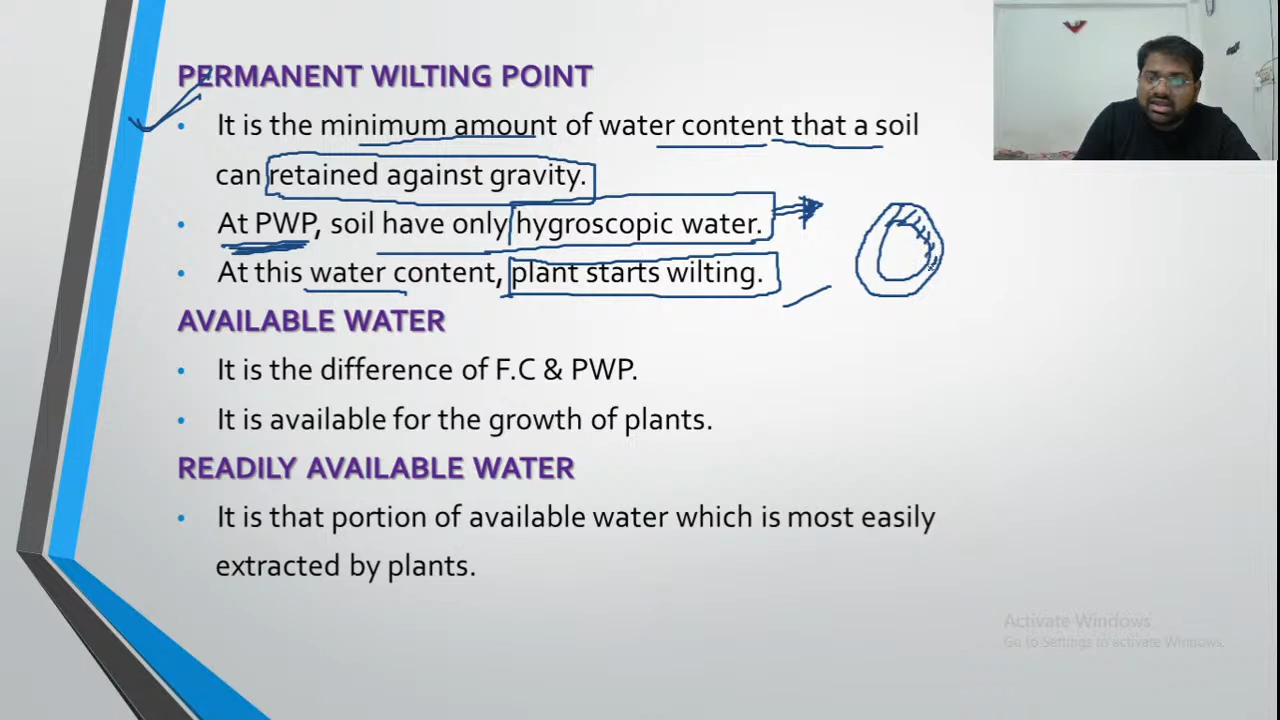 PERMANENT WILTING POINT
• It is the minimum amount of water content that a soil
can retained against gravity.
• At PWP, soil have only hygroscopic water.
• At this water content, plant starts wilting.
AVAILABLE WATER
• It is the difference of F.C & PWP.
• It is available for the growth of plants.
READILY AVAILABLE WATER
• It is that portion of available water which is most easily
extracted by plants.
Activate Windows
Go to Settings to activate Windows.